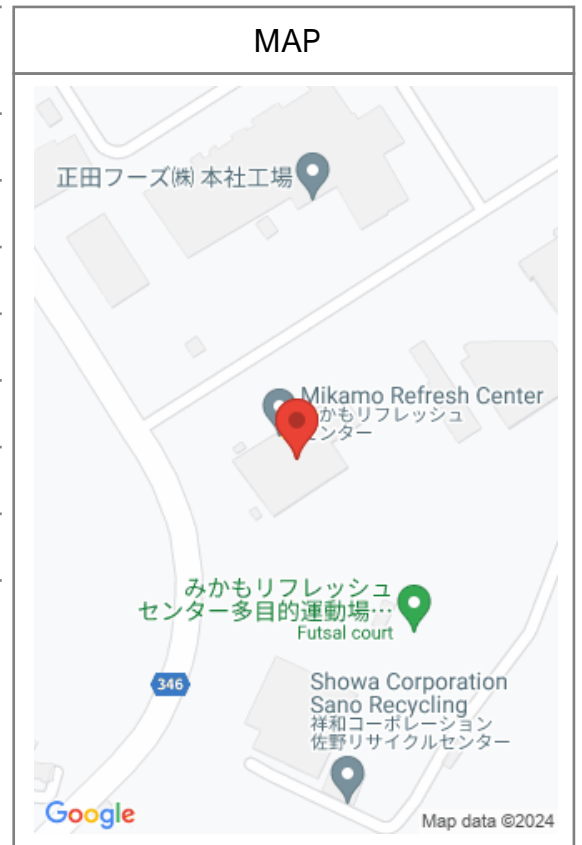 MAP
正田フーズ㈱ 本社工場
Mikamo Refresh Center
かもリフレッシュ
ンター
みかもリフレッシュ
センター多目的運動場…
Futsal court
346
Showa Corporation
Sano Recycling
祥和コーポレーション
佐野リサイクルセンター
Google
Map data ©2024